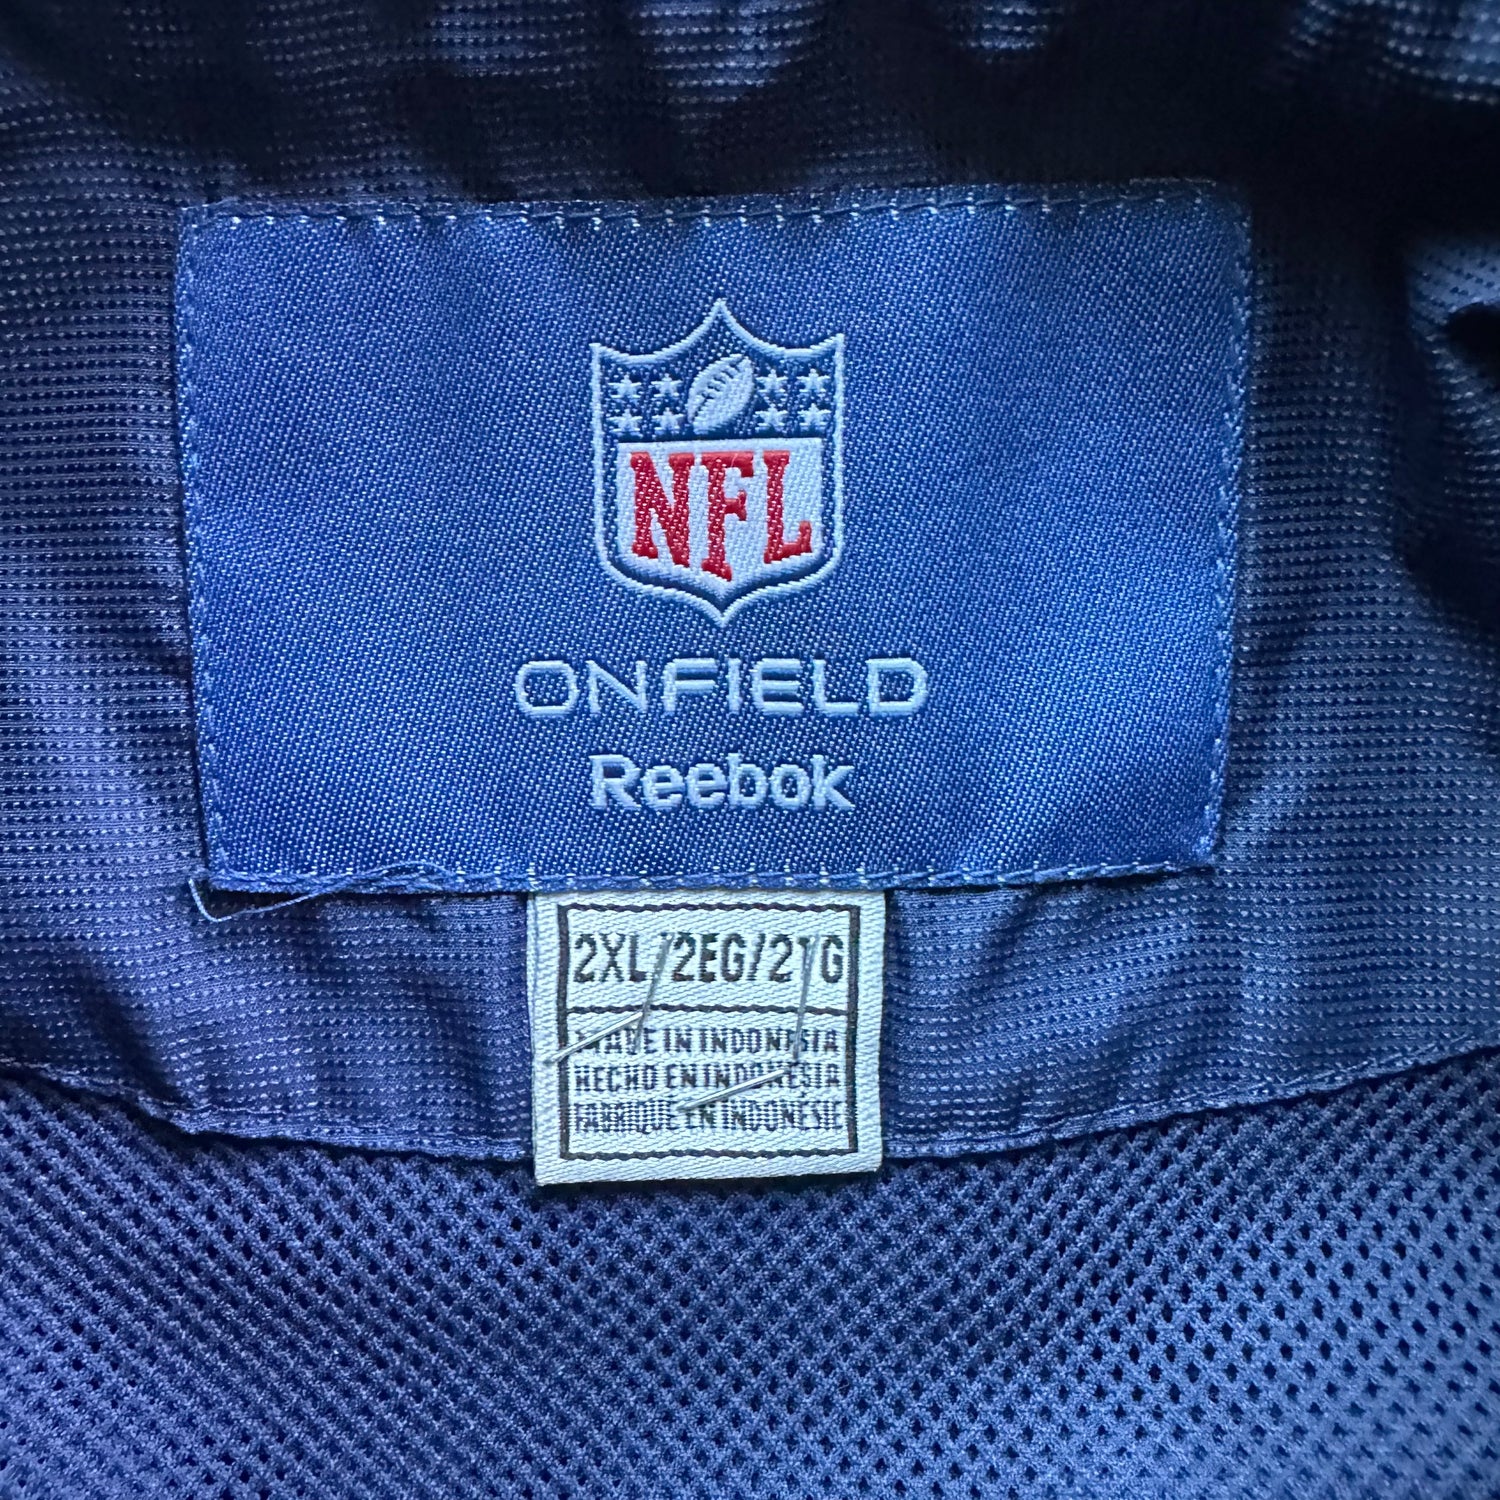 NFL
ONFIELD
Reebok
2XL/2EG/2TG
MADE IN INDONESIA
HECHO EN INDONESIA
FABRIQUÉ EN INDONÉSIE